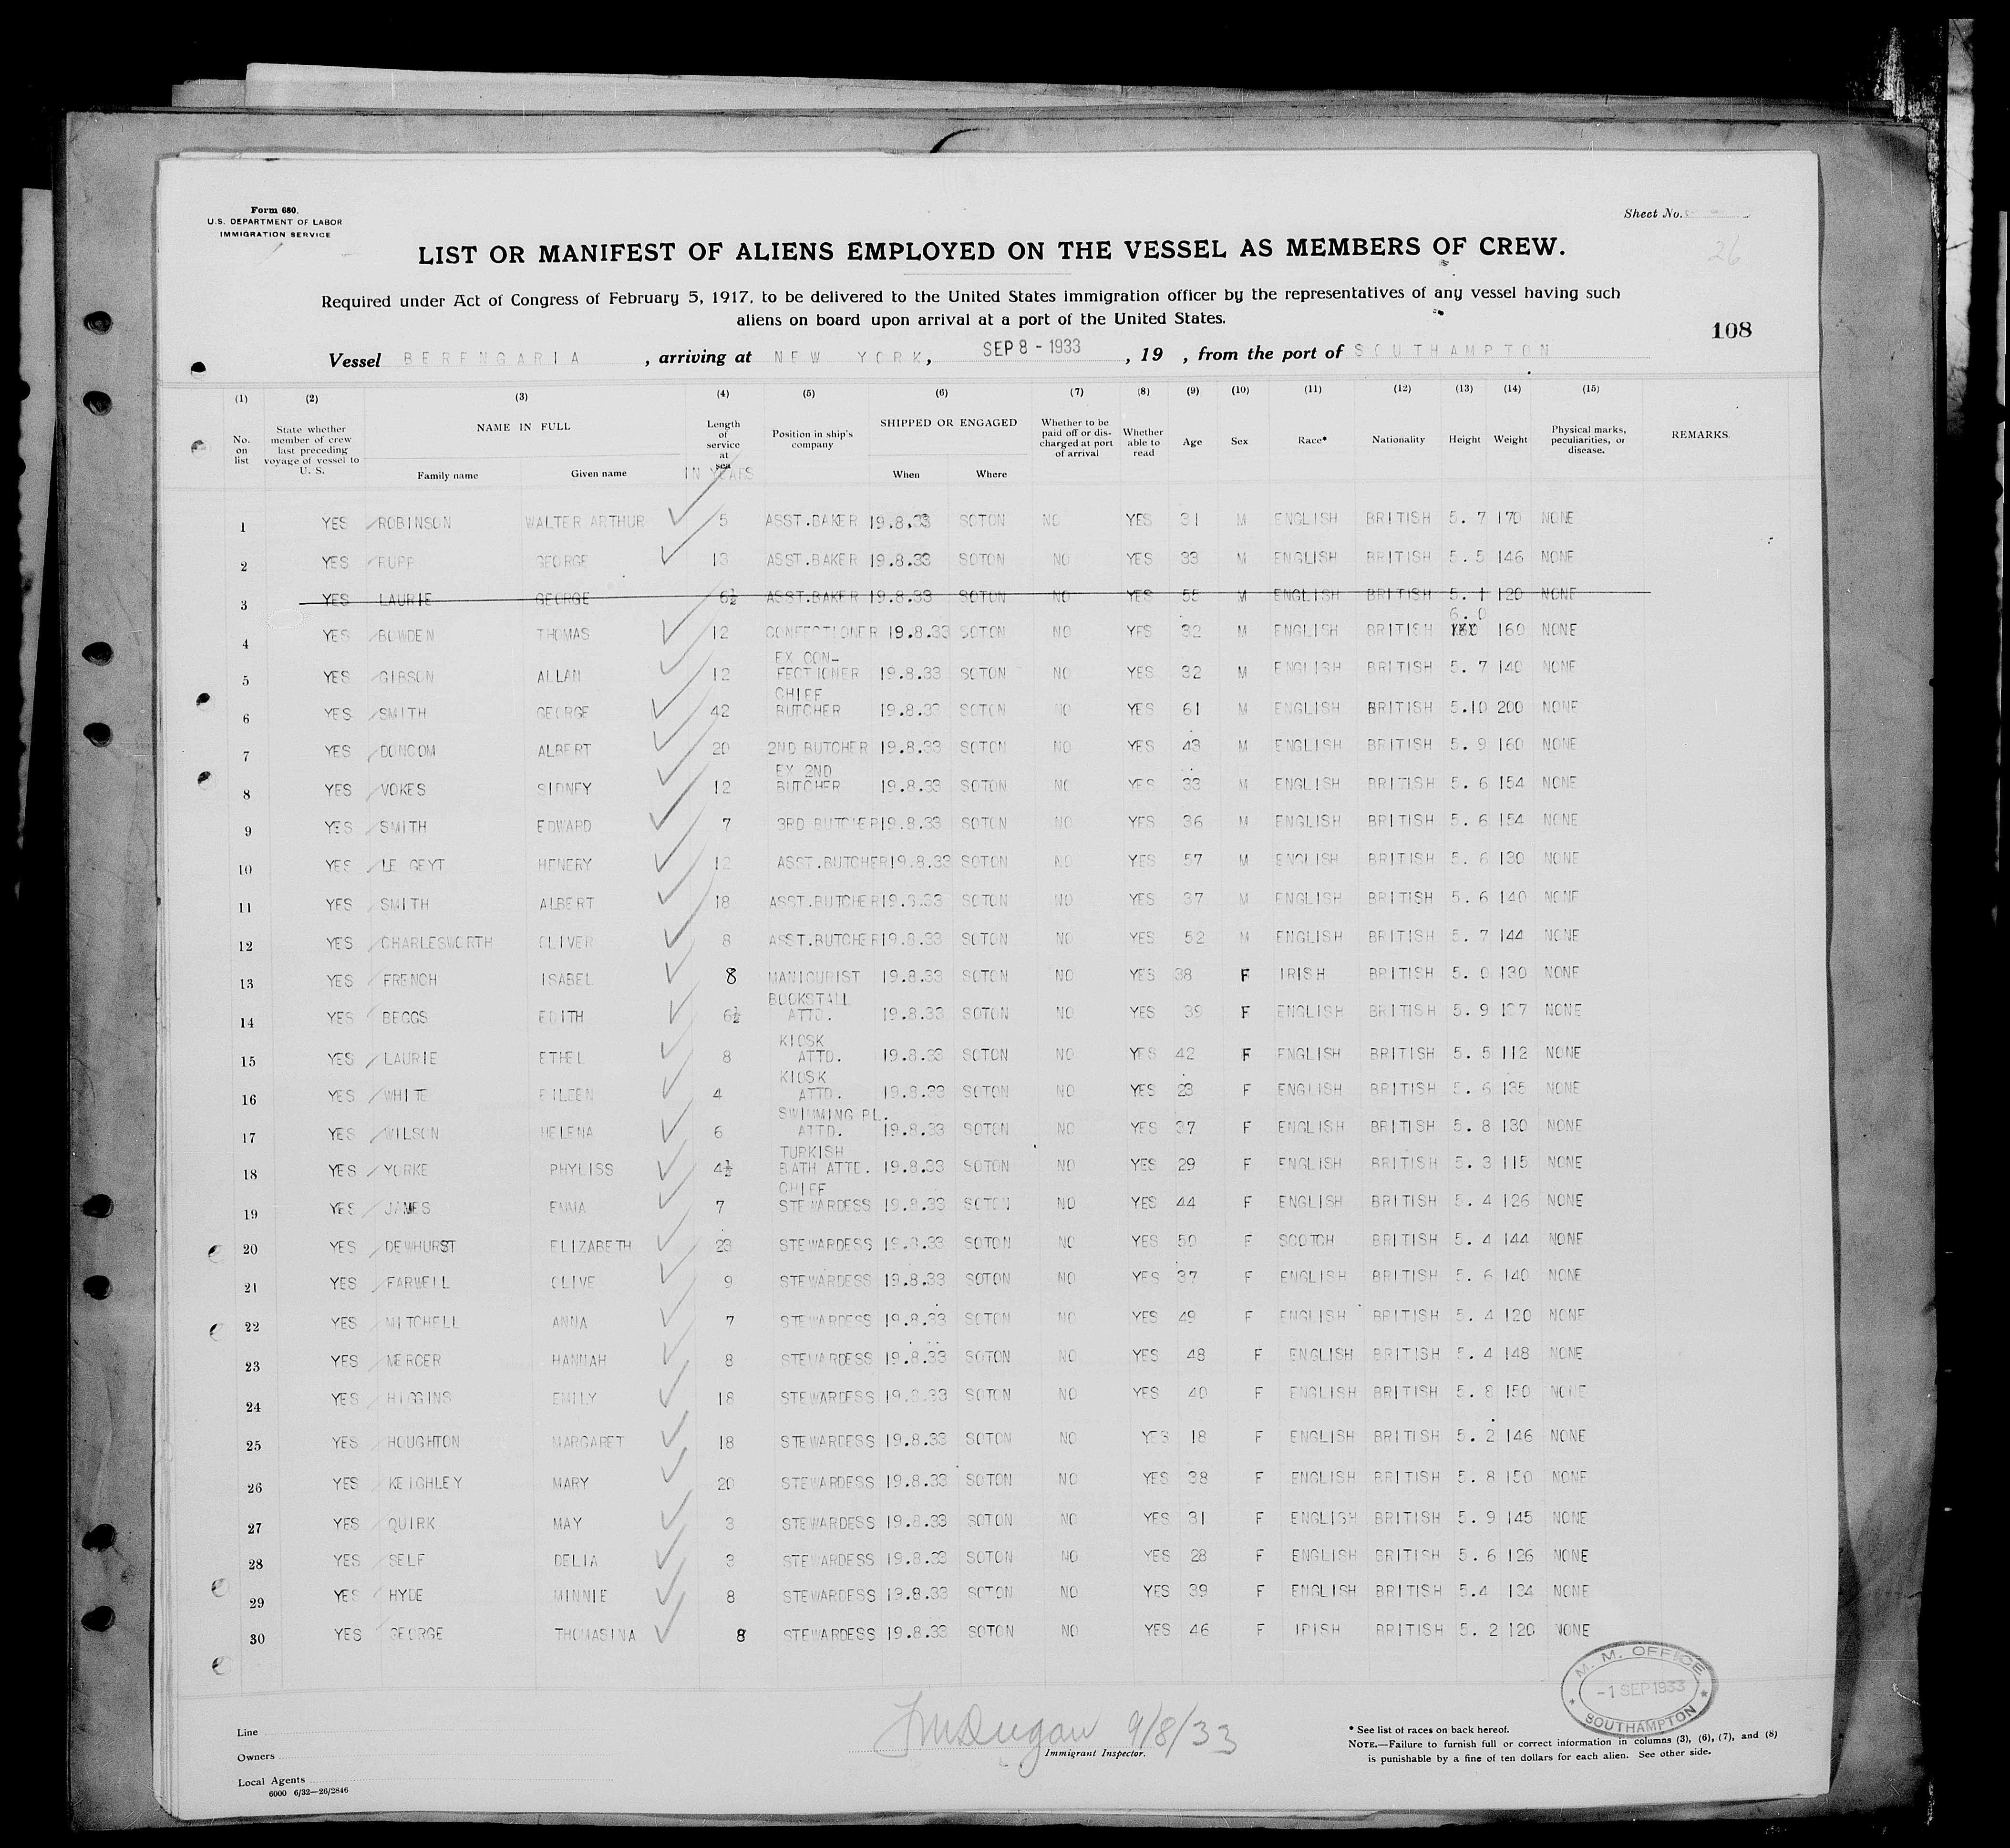 Form 680.
U.S. DEPARTMENT OF LABOR
IMMIGRATION SERVICE
Sheet No.
26
LIST OR MANIFEST OF ALIENS EMPLOYED ON THE VESSEL AS MEMBERS OF CREW.
Required under Act of Congress of February 5, 1917, to be delivered to the United States immigration officer by the representatives of any vessel having such
aliens on board upon arrival at a port of the United States.
108
Vessel BERENGARIA, arriving at NEW YORK, SEP 8 - 1933, 19 , from the port of SOUTHAMPTON
(1) (2) (3) (4) (5) (6) (7) (8) (9) (10) (11) (12) (13) (14) (15)
No. on list State whether member of crew last preceding voyage of vessel to U. S. NAME IN FULL Family name Given name Length of service at sea IN YEARS Position in ship's company SHIPPED OR ENGAGED When Where Whether to be paid off or discharged at port of arrival Whether able to read Age Sex Race* Nationality Height Weight Physical marks, peculiarities, or disease. REMARKS
1 YES ROBINSON WALTER ARTHUR 5 ASST.BAKER 19.8.33 SOTON NO YES 31 M ENGLISH BRITISH 5. 7 170 NONE
2 YES RUPP GEORGE 13 ASST.BAKER 19.8.33 SOTON NO YES 33 M ENGLISH BRITISH 5. 5 146 NONE
3 YES LAURIE GEORGE 6½ ASST.BAKER 19.8.33 SOTON NO YES 55 M ENGLISH BRITISH 5. 1 120 NONE
4 YES BOWDEN THOMAS 12 CONFECTIONER 19.8.33 SOTON NO YES 32 M ENGLISH BRITISH 6. 0 160 NONE
5 YES GIBSON ALLAN 12 EX CON-FECTIONER 19.8.33 SOTON NO YES 32 M ENGLISH BRITISH 5. 7 140 NONE
6 YES SMITH GEORGE 42 CHIEF BUTCHER 19.8.33 SOTON NO YES 61 M ENGLISH BRITISH 5.10 200 NONE
7 YES DONCOM ALBERT 20 2ND BUTCHER 19.8.33 SOTON NO YES 43 M ENGLISH BRITISH 5. 9 160 NONE
8 YES VOKES SIDNEY 12 EX 2ND BUTCHER 19.8.33 SOTON NO YES 33 M ENGLISH BRITISH 5. 6 154 NONE
9 YES SMITH EDWARD 7 3RD BUTCHER 19.8.33 SOTON NO YES 36 M ENGLISH BRITISH 5. 6 154 NONE
10 YES LE GEYT HENERY 12 ASST.BUTCHER 19.8.33 SOTON NO YES 57 M ENGLISH BRITISH 5. 6 130 NONE
11 YES SMITH ALBERT 18 ASST.BUTCHER 19.8.33 SOTON NO YES 37 M ENGLISH BRITISH 5. 6 140 NONE
12 YES CHARLESWORTH OLIVER 8 ASST.BUTCHER 19.8.33 SOTON NO YES 52 M ENGLISH BRITISH 5. 7 144 NONE
13 YES FRENCH ISABEL 8 MANICURIST 19.8.33 SOTON NO YES 38 F IRISH BRITISH 5. 0 130 NONE
14 YES BEGGS EDITH 6½ BOOKSTALL ATTD. 19.8.33 SOTON NO YES 39 F ENGLISH BRITISH 5. 9 NONE
15 YES LAURIE ETHEL 8 KIOSK ATTD. 19.8.33 SOTON NO YES 42 F ENGLISH BRITISH 5. 5 112 NONE
16 YES WHITE EILEEN 4 KIOSK ATTD. 19.8.33 SOTON NO YES 23 F ENGLISH BRITISH 5. 6 135 NONE
17 YES WILSON HELENA 6 SWIMMING PL. ATTD. 19.8.33 SOTON NO YES 37 F ENGLISH BRITISH 5. 8 130 NONE
18 YES YORKE PHYLISS 4½ TURKISH BATH ATTD. 19.8.33 SOTON NO YES 29 F ENGLISH BRITISH 5. 3 115 NONE
19 YES JAMES EMMA 7 CHIEF STEWARDESS 19.8.33 SOTON NO YES 44 F ENGLISH BRITISH 5. 4 126 NONE
20 YES DEWHURST ELIZABETH 23 STEWARDESS 19.8.33 SOTON NO YES 50 F SCOTCH BRITISH 5. 4 144 NONE
21 YES FARWELL OLIVE 9 STEWARDESS 19.8.33 SOTON NO YES 37 F ENGLISH BRITISH 5. 6 140 NONE
22 YES MITCHELL ANNA 7 STEWARDESS 19.8.33 SOTON NO YES 49 F ENGLISH BRITISH 5. 4 120 NONE
23 YES MERCER HANNAH 8 STEWARDESS 19.8.33 SOTON NO YES 48 F ENGLISH BRITISH 5. 4 148 NONE
24 YES HIGGINS EMILY 18 STEWARDESS 19.8.33 SOTON NO YES 40 F ENGLISH BRITISH 5. 8 150 NONE
25 YES HOUGHTON MARGARET 18 STEWARDESS 19.8.33 SOTON NO YES 18 F ENGLISH BRITISH 5. 2 146 NONE
26 YES KEIGHLEY MARY 20 STEWARDESS 19.8.33 SOTON NO YES 38 F ENGLISH BRITISH 5. 8 150 NONE
27 YES QUIRK MAY 3 STEWARDESS 19.8.33 SOTON NO YES 31 F ENGLISH BRITISH 5. 9 145 NONE
28 YES SELF DELIA 3 STEWARDESS 19.8.33 SOTON NO YES 28 F ENGLISH BRITISH 5. 6 126 NONE
29 YES HYDE MINNIE 8 STEWARDESS 19.8.33 SOTON NO YES 39 F ENGLISH BRITISH 5.4 134 NONE
30 YES GEORGE THOMASINA 8 STEWARDESS 19.8.33 SOTON NO YES 46 F IRISH BRITISH 5. 2 120 NONE
M. M. OFFICE
-1 SEP 1933
SOUTHAMPTON
Line
Owners
Local Agents
6000 6/32—26/2846
9/8/33
Immigrant Inspector.
* See list of races on back hereof.
NOTE.—Failure to furnish full or correct information in columns (3), (6), (7), and (8)
is punishable by a fine of ten dollars for each alien. See other side.